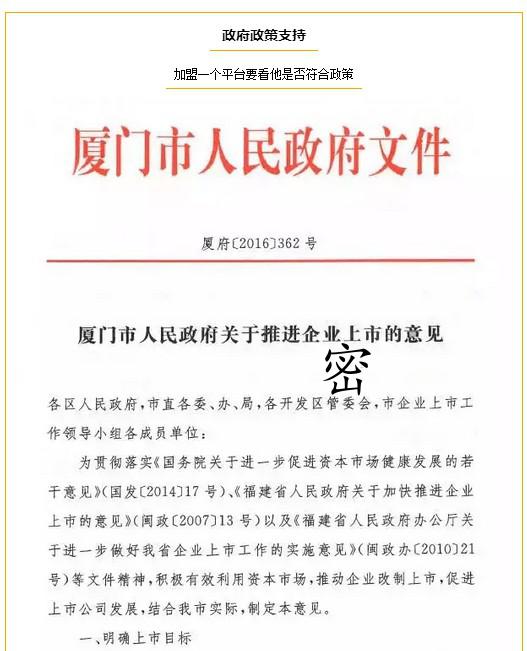 政府政策支持
加盟一个平台要看他是否符合政策
厦门市人民政府文件
厦府〔2016〕362 号
厦门市人民政府关于推进企业上市的意见
密
各区人民政府,市直各委、办、局,各开发区管委会,市企业上市工
作领导小组各成员单位:
为贯彻落实《国务院关于进一步促进资本市场健康发展的若
干意见》(国发〔2014〕17 号)、《福建省人民政府关于加快推进企业
上市的意见》(闽政〔2007〕13 号)以及《福建省人民政府办公厅关
于进一步做好我省企业上市工作的实施意见》(闽政办〔2010〕21
号)等文件精神,积极有效利用资本市场,推动企业改制上市,促进
上市公司发展,结合我市实际,制定本意见。
一、明确上市目标